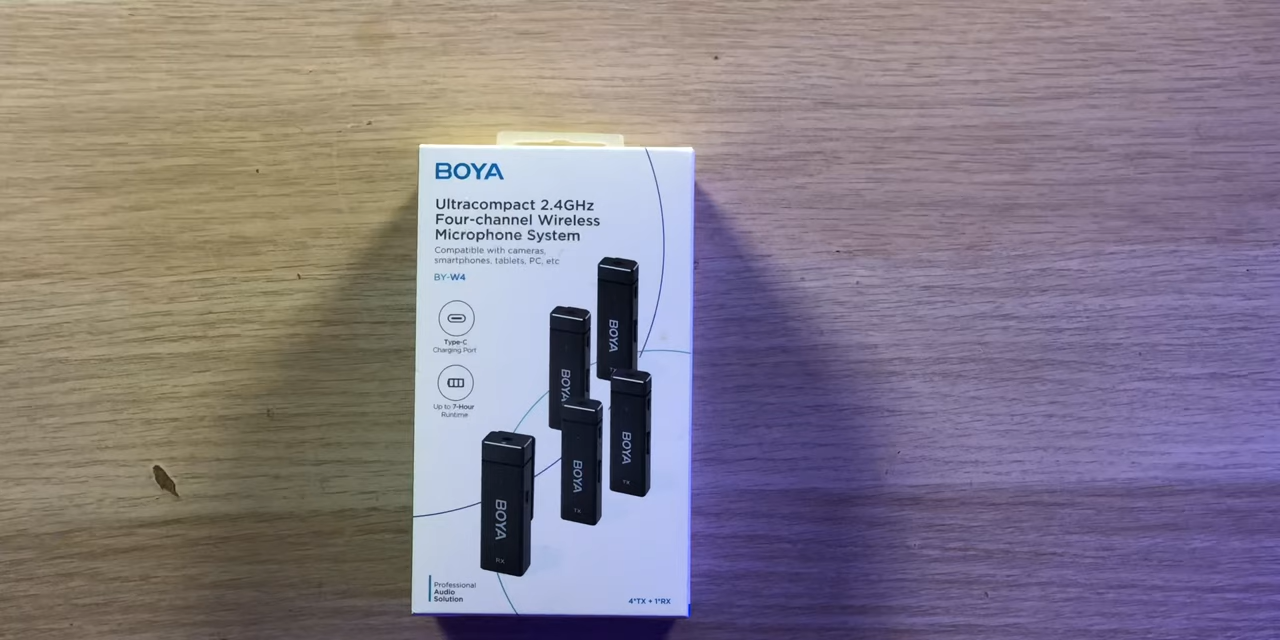 BOYA
Ultracompact 2.4GHz
Four-channel Wireless
Microphone System
Compatible with cameras,
smartphones, tablets, PC, etc
BY-W4
Type-C
Charging Port
Up to 7-Hour
Runtime
BOYA
BOYA
BOYA
TX
BOYA
TX
BOYA
RX
Professional
Audio
Solution
4*TX + 1*RX